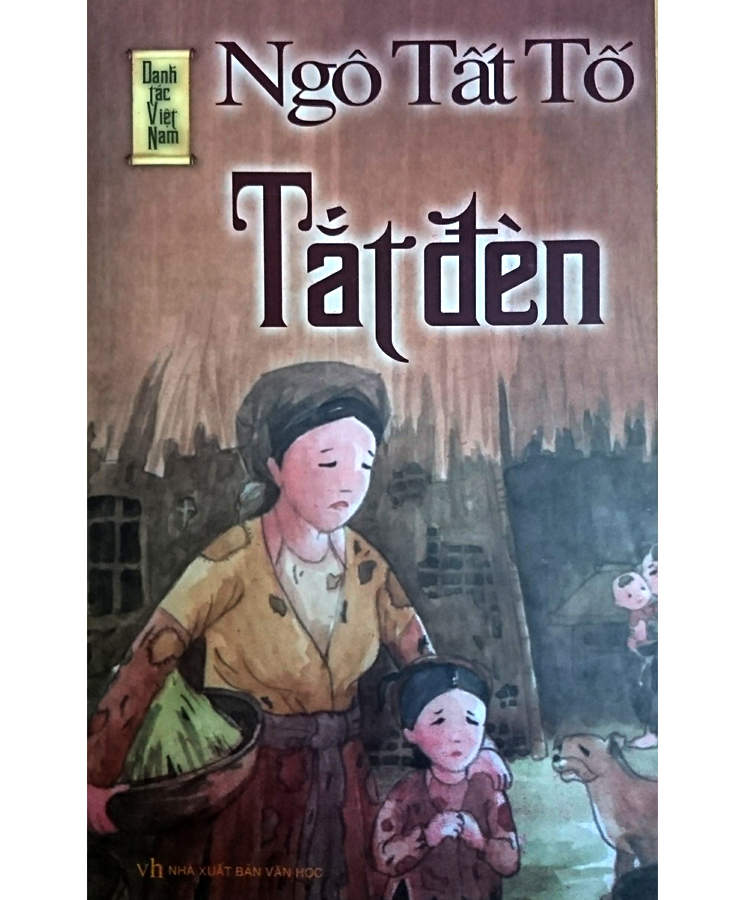 Danh
tác
Việt
Nam
Ngô Tất Tố
Tắt đèn
vh NHÀ XUẤT BẢN VĂN HỌC